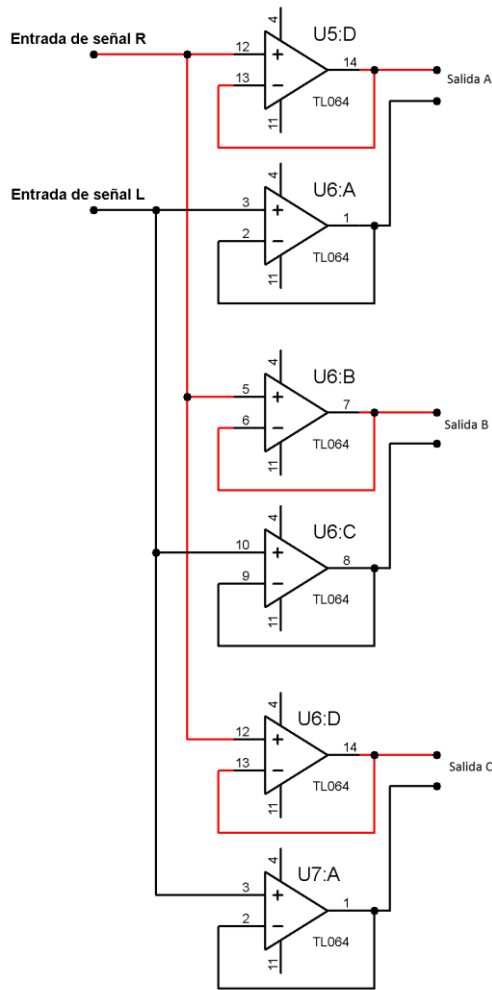 4
U5:D
Entrada de señal R
12
+
14
13
−
Salida A
TL064
11
4
U6:A
Entrada de señal L
3
+
1
2
−
TL064
11
4
U6:B
5
+
7
6
−
Salida B
TL064
11
4
U6:C
10
+
8
9
−
TL064
11
4
U6:D
12
+
14
13
−
Salida C
TL064
11
4
U7:A
3
+
1
2
−
TL064
11